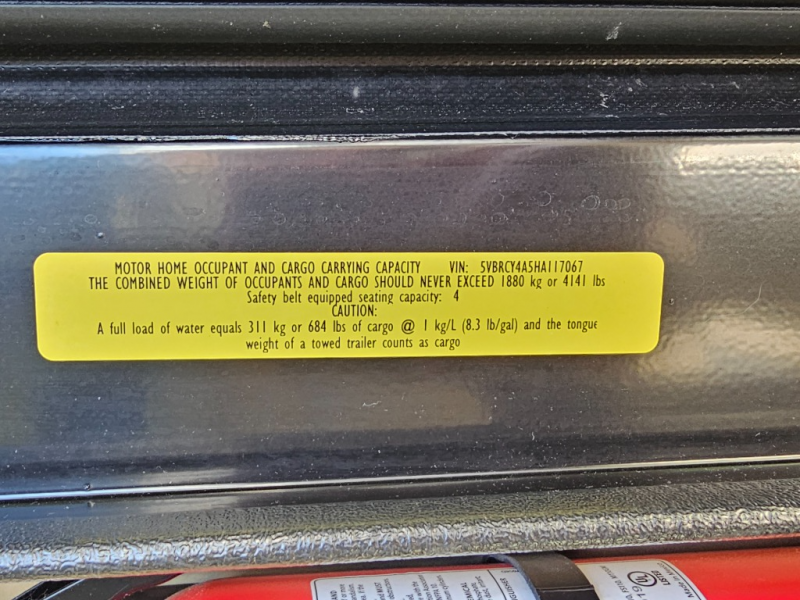 MOTOR HOME OCCUPANT AND CARGO CARRYING CAPACITY VIN: 5VBRCY4A5HA117067
THE COMBINED WEIGHT OF OCCUPANTS AND CARGO SHOULD NEVER EXCEED 1880 kg or 4141 lbs
Safety belt equipped seating capacity: 4
CAUTION:
A full load of water equals 311 kg or 684 lbs of cargo @ 1 kg/L (8.3 lb/gal) and the tongue
weight of a towed trailer counts as cargo
LISTED